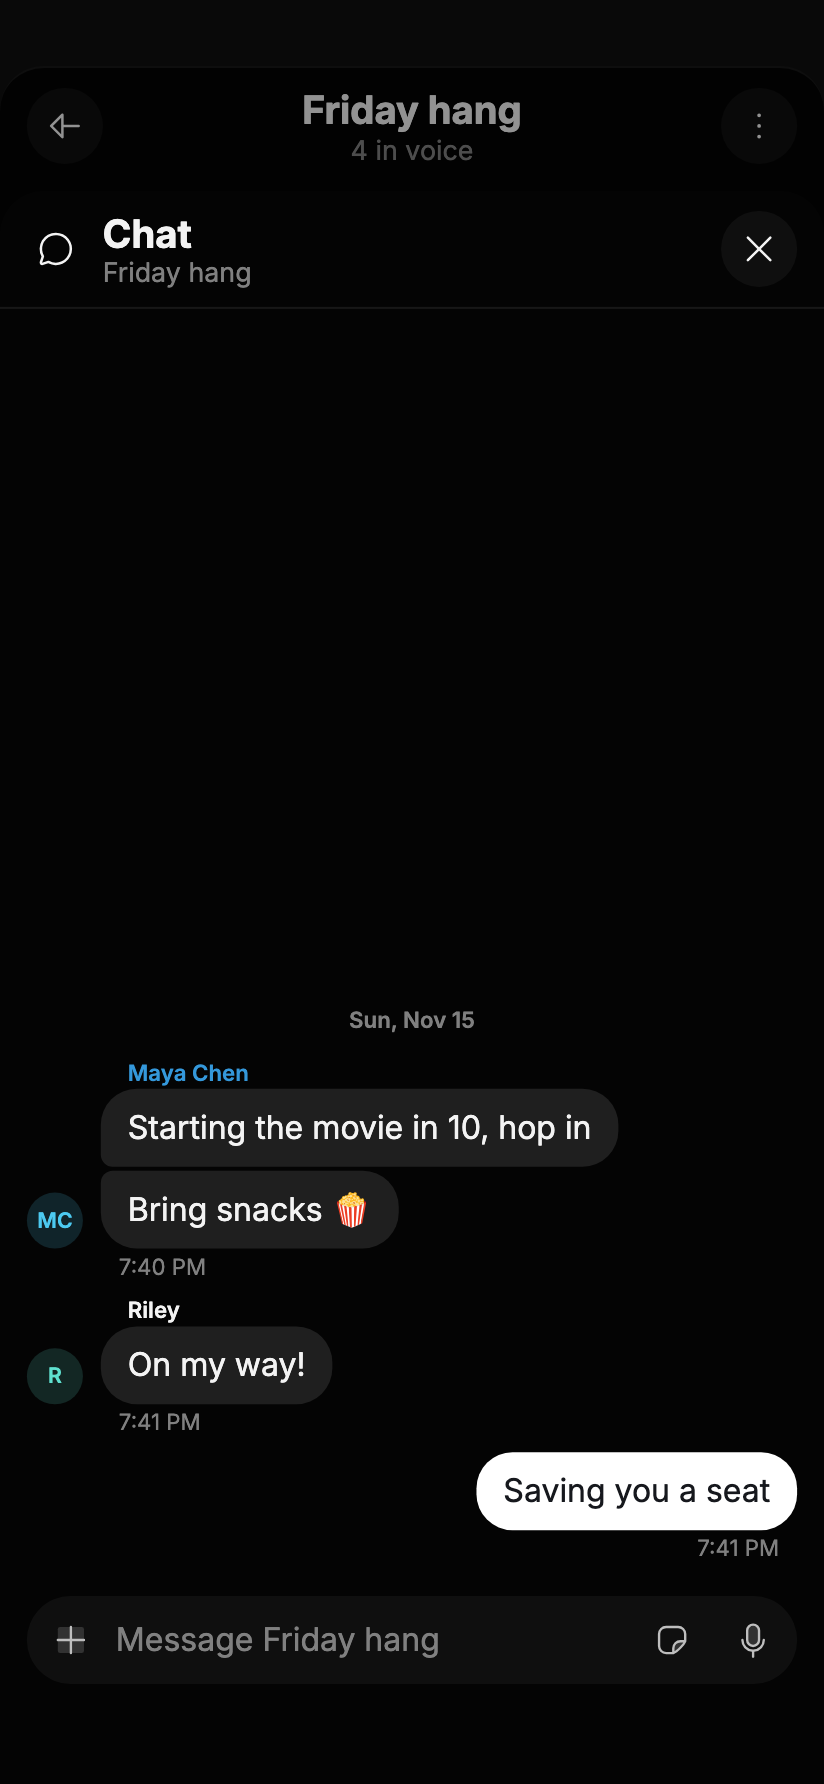 Friday hang
4 in voice
Chat
Friday hang
Sun, Nov 15
Maya Chen
Starting the movie in 10, hop in
Bring snacks 🍿
MC
7:40 PM
Riley
On my way!
R
7:41 PM
Saving you a seat
7:41 PM
Message Friday hang